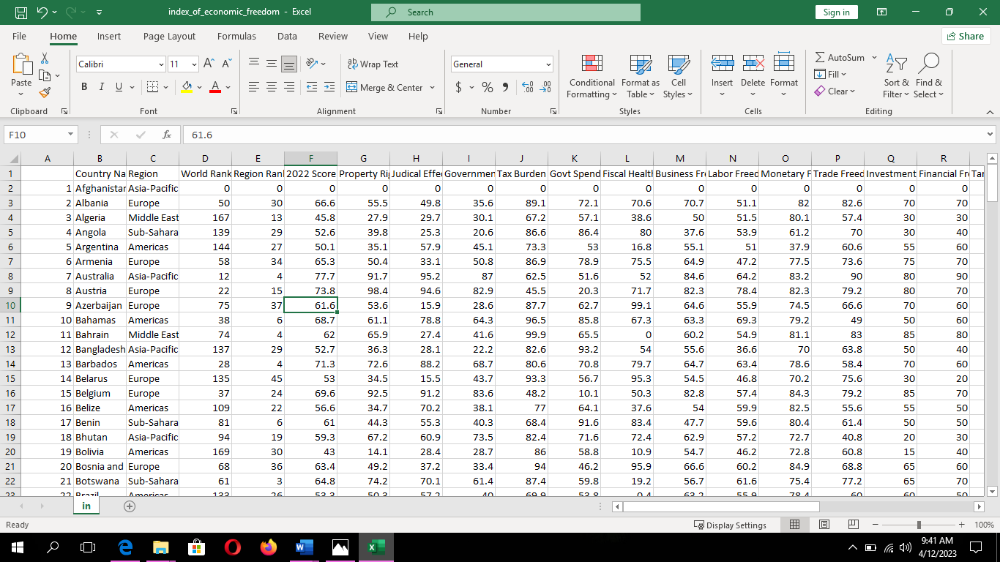 index_of_economic_freedom - Excel
Search
Sign in
File Home Insert Page Layout Formulas Data Review View Help
Share
Paste
Clipboard
Calibri 11
B I U
Font
Wrap Text
Merge & Center
Alignment
General
$ %
Number
Conditional Formatting
Format as Table
Cell Styles
Styles
Insert Delete Format
Cells
AutoSum
Fill
Clear
Sort & Filter
Find & Select
Editing
F10 fx 61.6
A B C D E F G H I J K L M N O P Q R
1 Country Na Region World Rank Region Ran 2022 Score Property Ri Judical Effe Governmen Tax Burden Govt Spend Fiscal Health Business Fr Labor Freed Monetary F Trade Freed Investment Financial Fr Tar
2 1 Afghanistan Asia-Pacific 0 0 0 0 0 0 0 0 0 0 0 0 0 0 0
3 2 Albania Europe 50 30 66.6 55.5 49.8 35.6 89.1 72.1 70.6 70.7 51.1 82 82.6 70 70
4 3 Algeria Middle East 167 13 45.8 27.9 29.7 30.1 67.2 57.1 38.6 50 51.5 80.1 57.4 30 30
5 4 Angola Sub-Sahara 139 29 52.6 39.8 25.3 20.6 86.6 86.4 80 37.6 53.9 61.2 70 30 40
6 5 Argentina Americas 144 27 50.1 35.1 57.9 45.1 73.3 53 16.8 55.1 51 37.9 60.6 55 60
7 6 Armenia Europe 58 34 65.3 50.4 33.1 50.8 86.9 78.9 75.5 64.9 47.2 77.5 73.6 75 70
8 7 Australia Asia-Pacific 12 4 77.7 91.7 95.2 87 62.5 51.6 52 84.6 64.2 83.2 90 80 90
9 8 Austria Europe 22 15 73.8 98.4 94.6 82.9 45.5 20.3 71.7 82.3 78.4 82.3 79.2 80 70
10 9 Azerbaijan Europe 75 37 61.6 53.6 15.9 28.6 87.7 62.7 99.1 64.6 55.9 74.5 66.6 70 60
11 10 Bahamas Americas 38 6 68.7 61.1 78.8 64.3 96.5 85.8 67.3 63.3 69.3 79.2 49 50 60
12 11 Bahrain Middle East 74 4 62 65.9 27.4 41.6 99.9 65.5 0 60.2 54.9 81.1 83 85 80
13 12 Bangladesh Asia-Pacific 137 29 52.7 36.3 28.1 22.2 82.6 93.2 54 55.6 36.6 70 63.8 50 40
14 13 Barbados Americas 28 4 71.3 72.6 88.2 68.7 80.6 70.8 79.7 64.7 63.4 78.6 58.4 70 60
15 14 Belarus Europe 135 45 53 34.5 15.5 43.7 93.3 56.7 95.3 54.5 46.8 70.2 75.6 30 20
16 15 Belgium Europe 37 24 69.6 92.5 91.2 83.6 48.2 10.1 50.3 82.8 57.4 84.3 79.2 85 70
17 16 Belize Americas 109 22 56.6 34.7 70.2 38.1 77 64.1 37.6 54 59.9 82.5 55.6 55 50
18 17 Benin Sub-Sahara 81 6 61 44.3 55.3 40.3 68.4 91.6 83.4 47.7 59.6 80.4 61.4 50 50
19 18 Bhutan Asia-Pacific 94 19 59.3 67.2 60.9 73.5 82.4 71.6 72.4 62.9 57.2 72.7 40.8 20 30
20 19 Bolivia Americas 169 30 43 14.1 28.4 28.7 86 58.8 10.9 54.7 46.2 72.8 60.8 15 40
21 20 Bosnia and Europe 68 36 63.4 49.2 37.2 33.4 94 46.2 95.9 66.6 60.2 84.9 68.8 65 60
22 21 Botswana Sub-Sahara 61 3 64.8 74.2 70.1 61.4 87.4 59.8 19.2 56.7 61.6 75.4 77.2 65 70
23 22 Brazil Americas 133 26 53.3 50.3 57.2 40 69.9 53.8 0.4 63.2 55.9 78.4 60 60 50
in
Ready Display Settings 100%
9:41 AM
4/12/2023